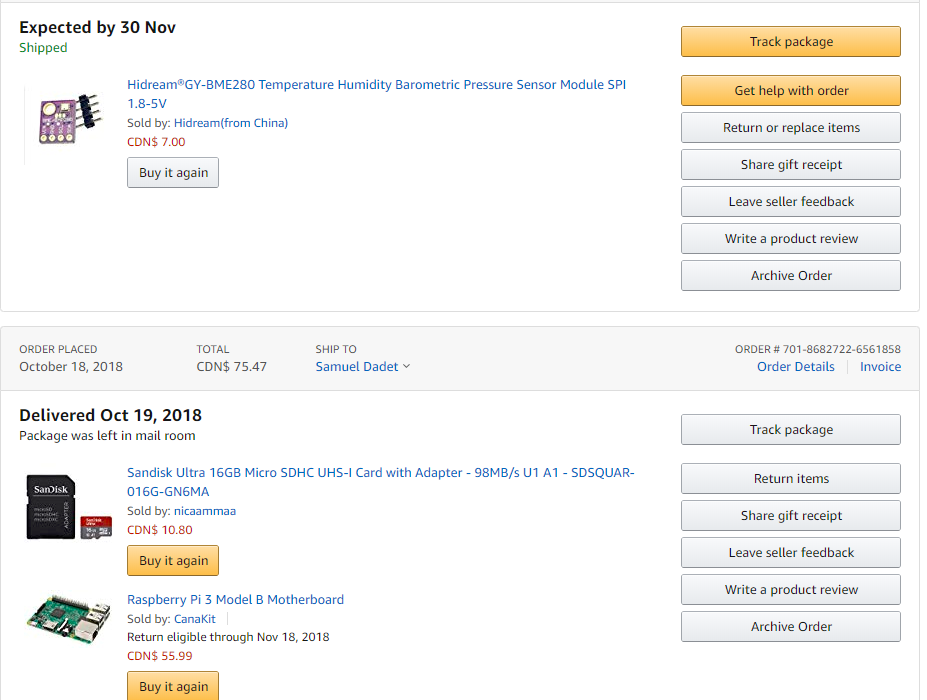 Expected by 30 Nov
Shipped
Track package
Get help with order
Return or replace items
Share gift receipt
Leave seller feedback
Write a product review
Archive Order
Hidream®GY-BME280 Temperature Humidity Barometric Pressure Sensor Module SPI
1.8-5V
Sold by: Hidream(from China)
CDN$ 7.00
Buy it again
ORDER PLACED
October 18, 2018
TOTAL
CDN$ 75.47
SHIP TO
Samuel Dadet
ORDER # 701-8682722-6561858
Order Details
Invoice
Delivered Oct 19, 2018
Package was left in mail room
Track package
Return items
Share gift receipt
Leave seller feedback
Write a product review
Archive Order
SanDisk
ADAPTER
Sandisk Ultra 16GB Micro SDHC UHS-I Card with Adapter - 98MB/s U1 A1 - SDSQUAR-
016G-GN6MA
Sold by: nicaammaa
CDN$ 10.80
Buy it again
Raspberry Pi 3 Model B Motherboard
Sold by: CanaKit
Return eligible through Nov 18, 2018
CDN$ 55.99
Buy it again